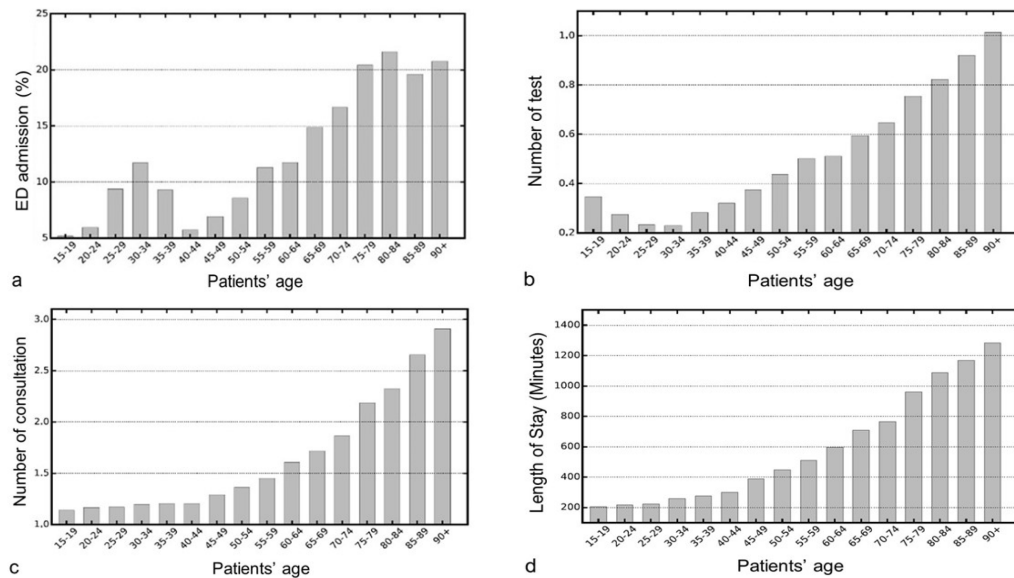 25
20
15
10
5
ED admission (%)
15-19 20-24 25-29 30-34 35-39 40-44 45-49 50-54 55-59 60-64 65-69 70-74 75-79 80-84 85-89 90+
a
Patients' age
1,0
0.8
0.6
0.4
0,2
Number of test
15-19 20-24 25-29 30-34 35-39 40-44 45-49 50-54 55-59 60-64 65-69 70-74 75-79 80-84 85-89 90+
b
Patients' age
3.0
2.5
2.0
1.5
1.0
Number of consultation
15-19 20-24 25-29 30-34 35-39 40-44 45-49 50-54 55-59 60-64 65-69 70-74 75-79 80-84 85-89 90+
c
Patients' age
1400
1200
1000
800
600
400
200
Length of Stay (Minutes)
15-19 20-24 25-29 30-34 35-39 40-44 45-49 50-54 55-59 60-64 65-69 70-74 75-79 80-84 85-89 90+
d
Patients' age